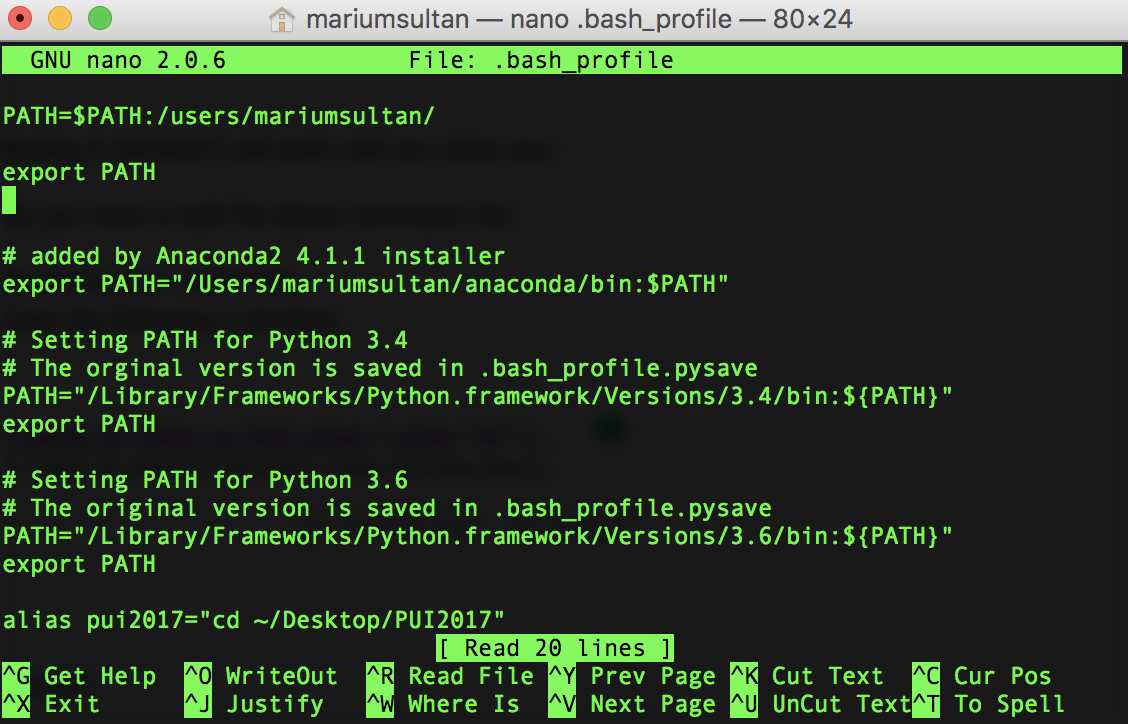 mariumsultan — nano .bash_profile — 80×24
GNU nano 2.0.6 File: .bash_profile
PATH=$PATH:/users/mariumsultan/
export PATH
# added by Anaconda2 4.1.1 installer
export PATH="/Users/mariumsultan/anaconda/bin:$PATH"
# Setting PATH for Python 3.4
# The orginal version is saved in .bash_profile.pysave
PATH="/Library/Frameworks/Python.framework/Versions/3.4/bin:${PATH}"
export PATH
# Setting PATH for Python 3.6
# The original version is saved in .bash_profile.pysave
PATH="/Library/Frameworks/Python.framework/Versions/3.6/bin:${PATH}"
export PATH
alias pui2017="cd ~/Desktop/PUI2017"
[ Read 20 lines ]
^G Get Help ^O WriteOut ^R Read File ^Y Prev Page ^K Cut Text ^C Cur Pos
^X Exit ^J Justify ^W Where Is ^V Next Page ^U UnCut Text^T To Spell